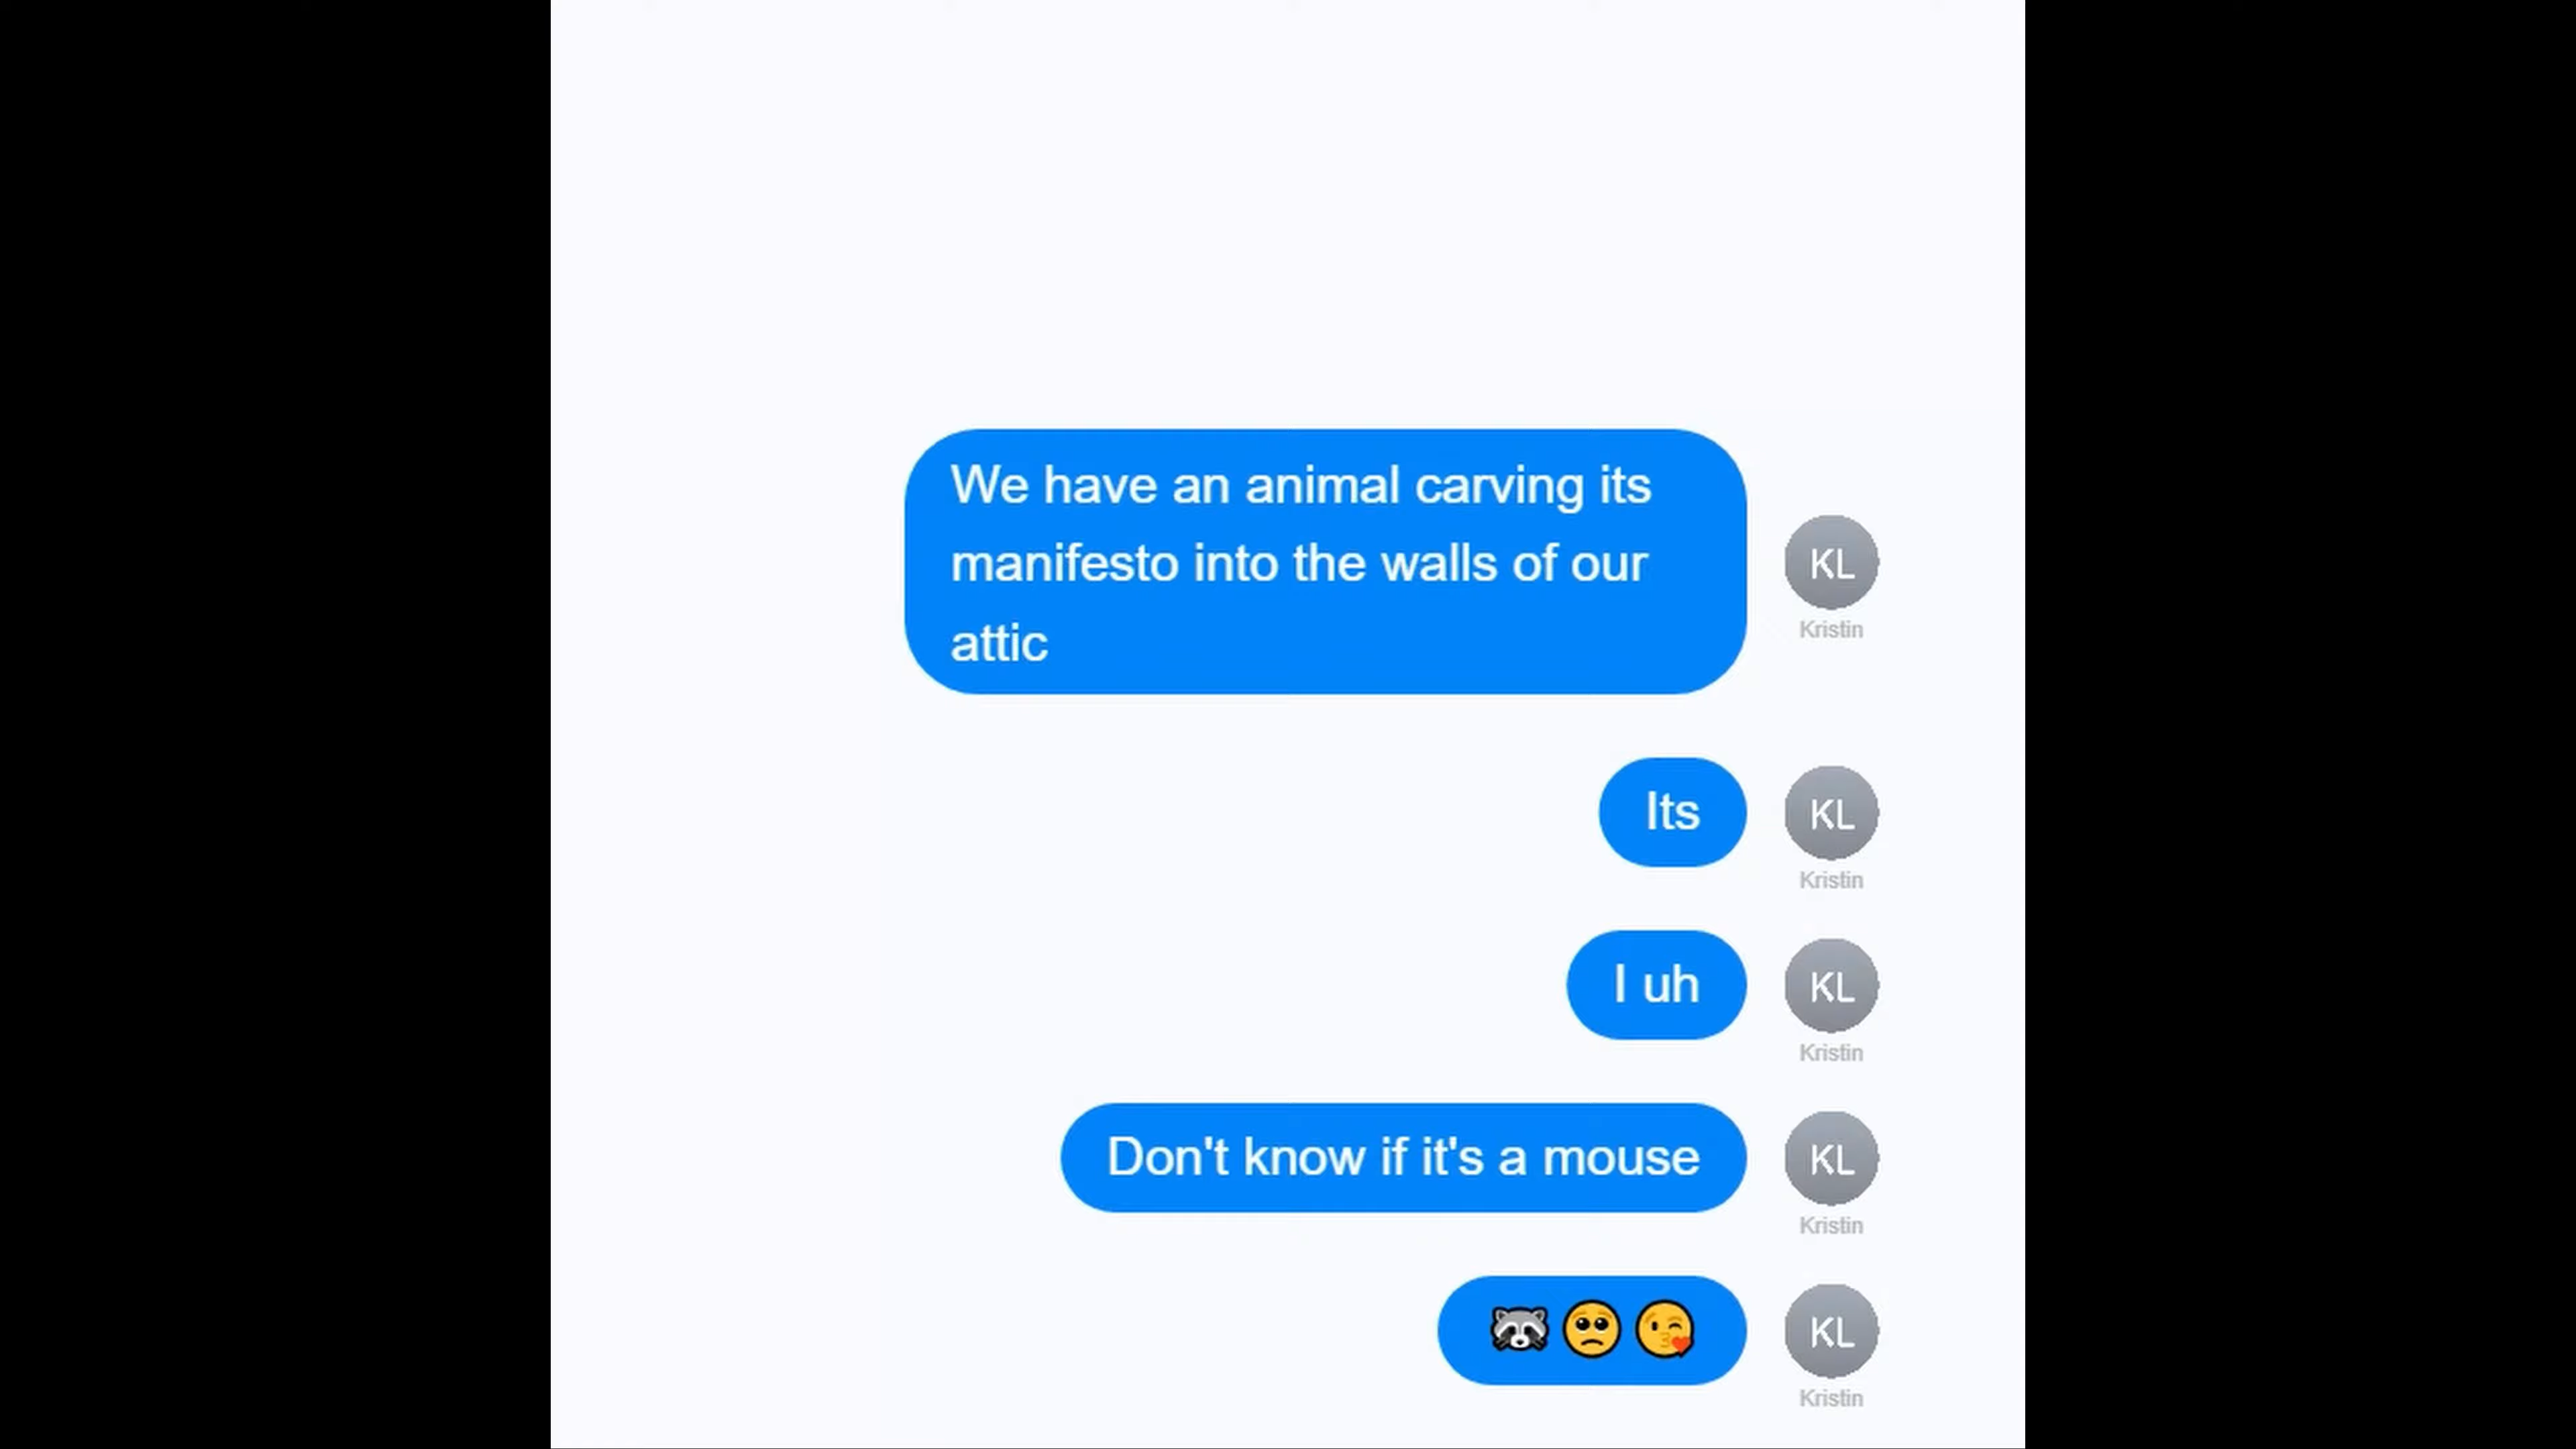 We have an animal carving its
manifesto into the walls of our
attic
KL
Kristin
Its
KL
Kristin
I uh
KL
Kristin
Don't know if it's a mouse
KL
Kristin
🦝🥺😘
KL
Kristin